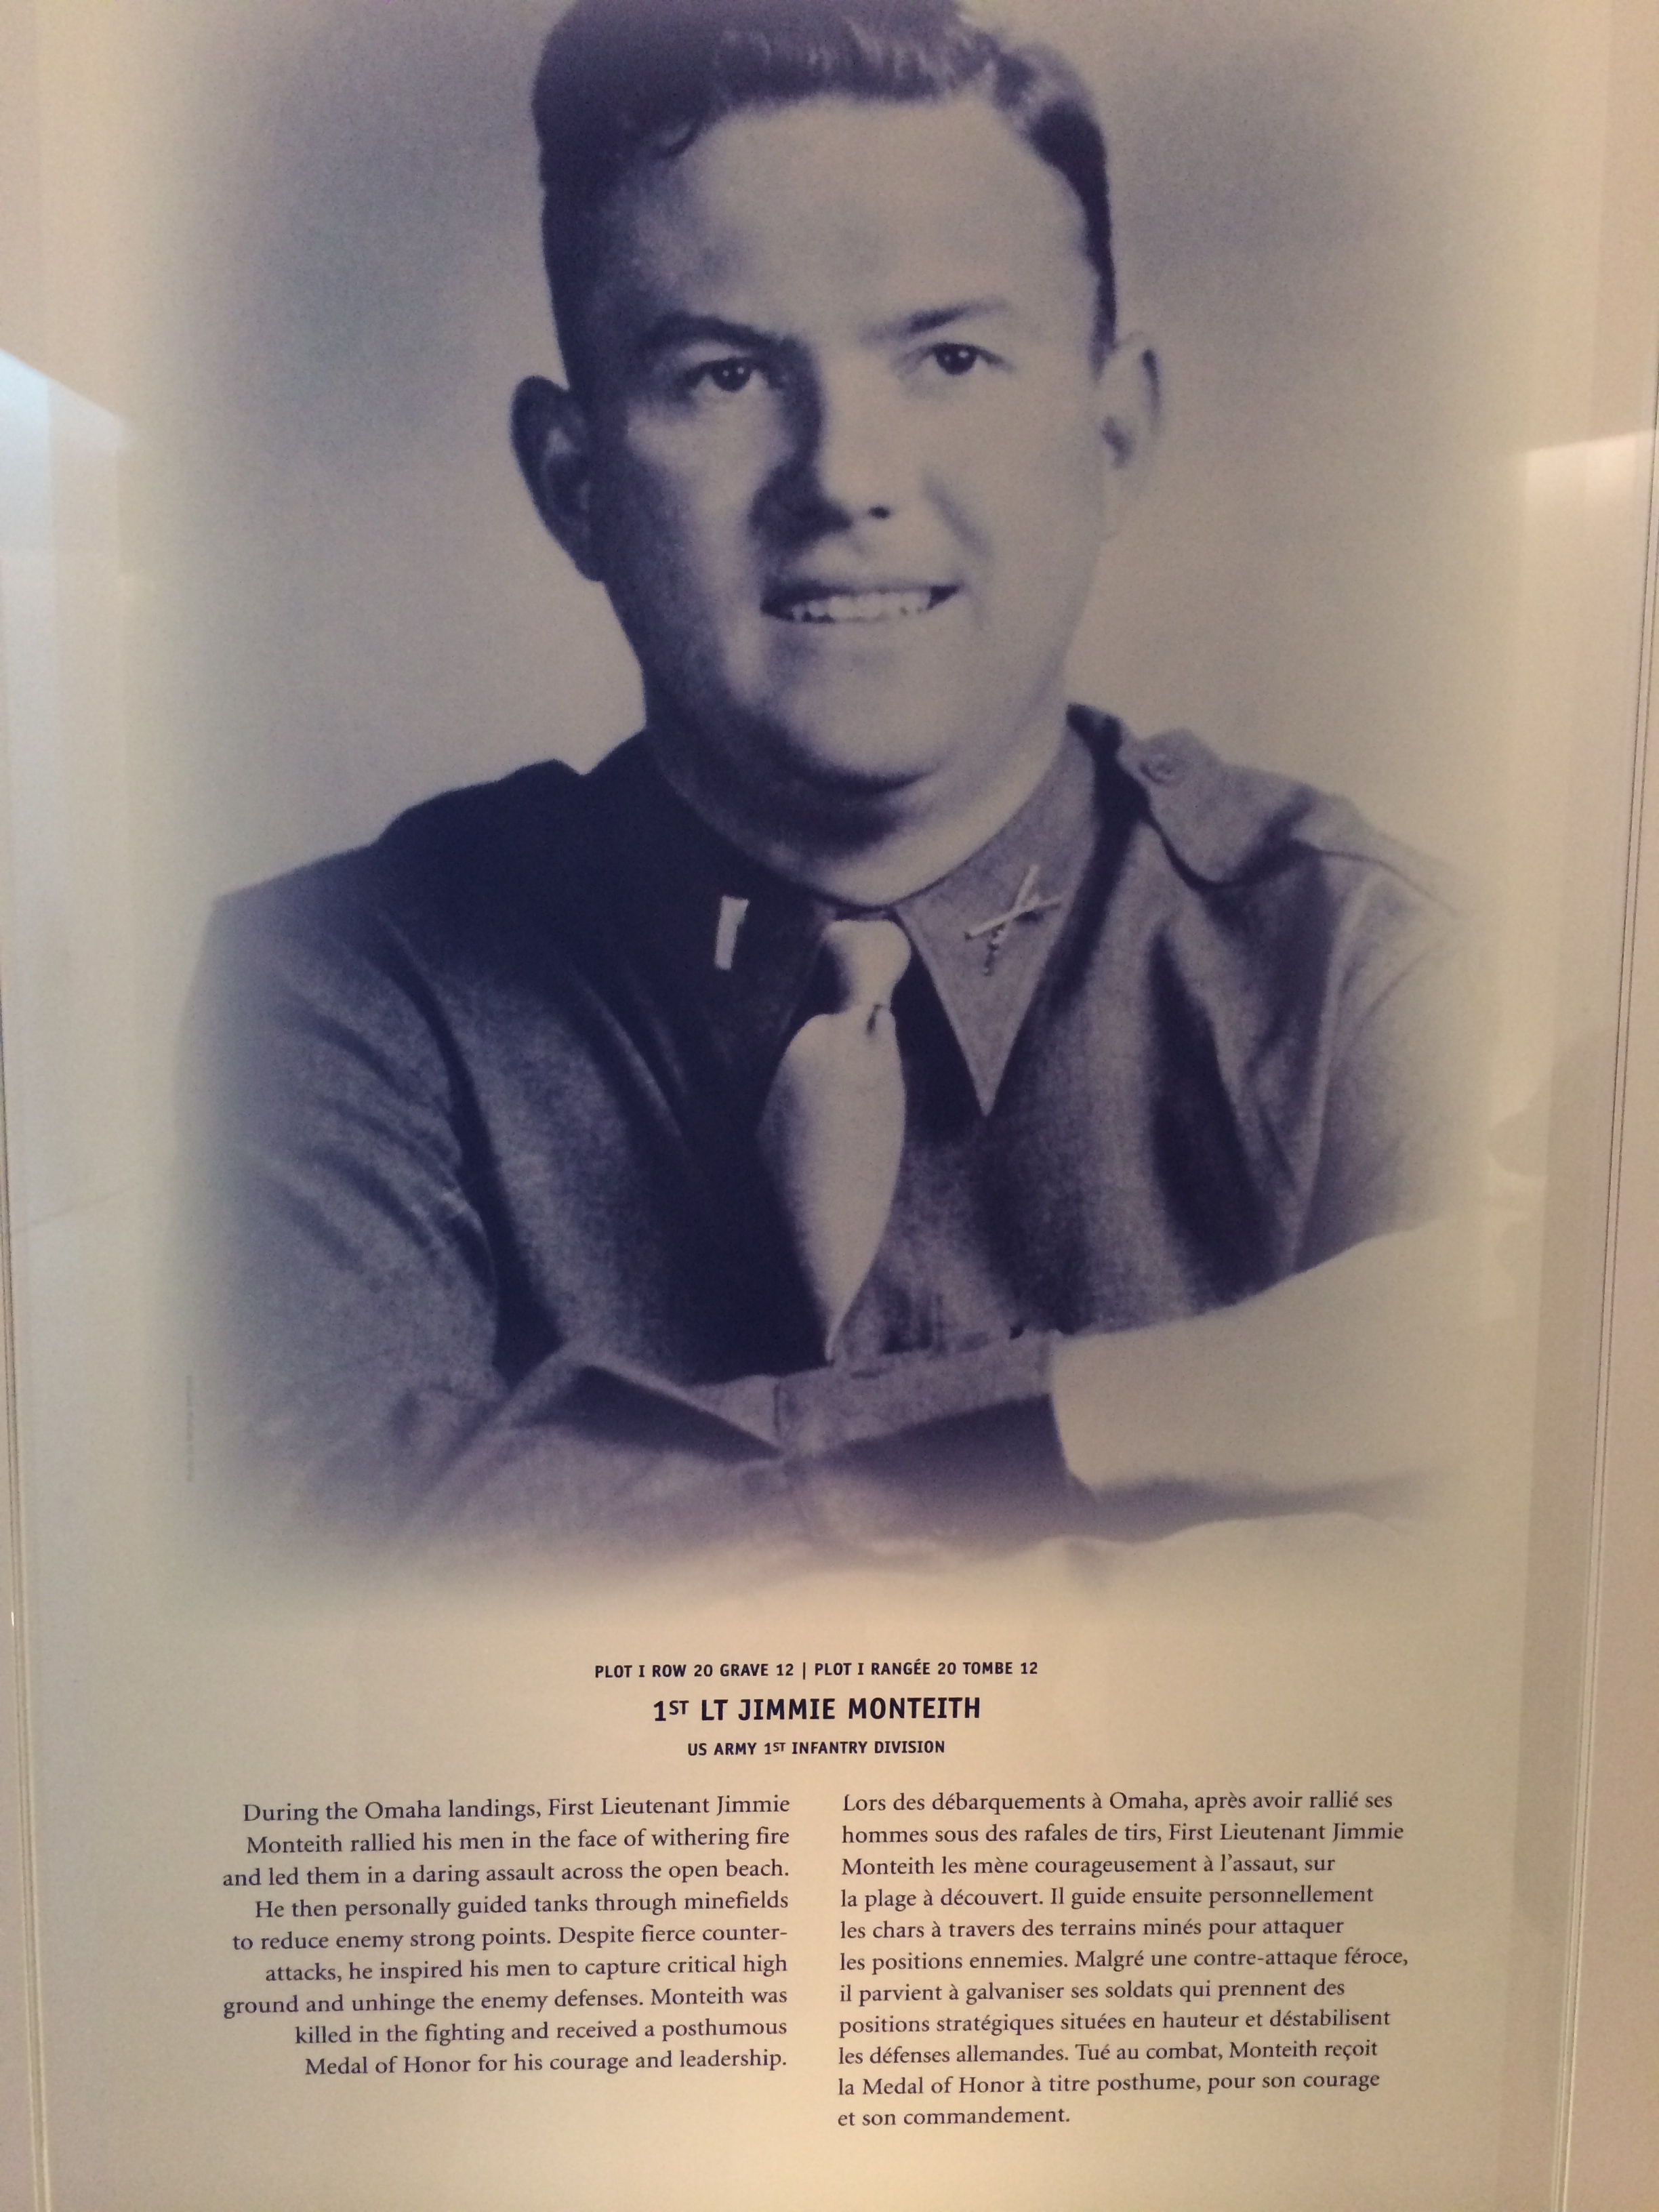 PLOT I ROW 20 GRAVE 12 | PLOT I RANGÉE 20 TOMBE 12
1ST LT JIMMIE MONTEITH
US ARMY 1ST INFANTRY DIVISION
During the Omaha landings, First Lieutenant Jimmie
Monteith rallied his men in the face of withering fire
and led them in a daring assault across the open beach.
He then personally guided tanks through minefields
to reduce enemy strong points. Despite fierce counter-
attacks, he inspired his men to capture critical high
ground and unhinge the enemy defenses. Monteith was
killed in the fighting and received a posthumous
Medal of Honor for his courage and leadership.
Lors des débarquements à Omaha, après avoir rallié ses
hommes sous des rafales de tirs, First Lieutenant Jimmie
Monteith les mène courageusement à l'assaut, sur
la plage à découvert. Il guide ensuite personnellement
les chars à travers des terrains minés pour attaquer
les positions ennemies. Malgré une contre-attaque féroce,
il parvient à galvaniser ses soldats qui prennent des
positions stratégiques situées en hauteur et déstabilisent
les défenses allemandes. Tué au combat, Monteith reçoit
la Medal of Honor à titre posthume, pour son courage
et son commandement.